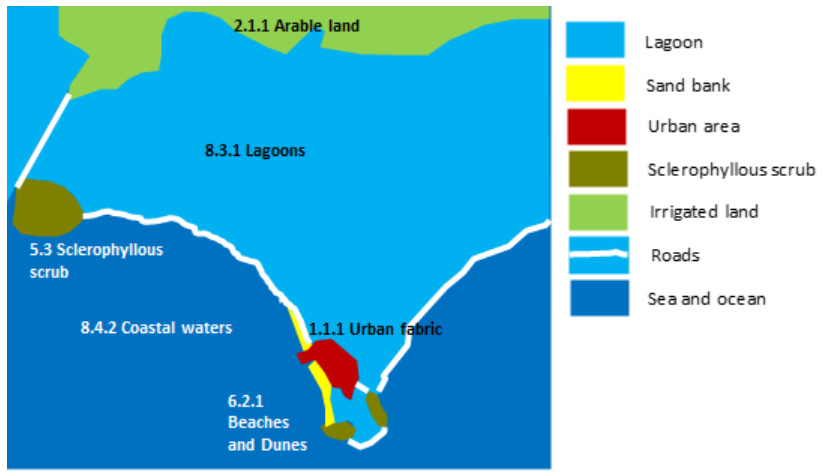 2.1.1 Arable land
8.3.1 Lagoons
5.3 Sclerophyllous
scrub
8.4.2 Coastal waters
1.1.1 Urban fabric
6.2.1
Beaches
and Dunes
Lagoon
Sand bank
Urban area
Sclerophyllous scrub
Irrigated land
Roads
Sea and ocean